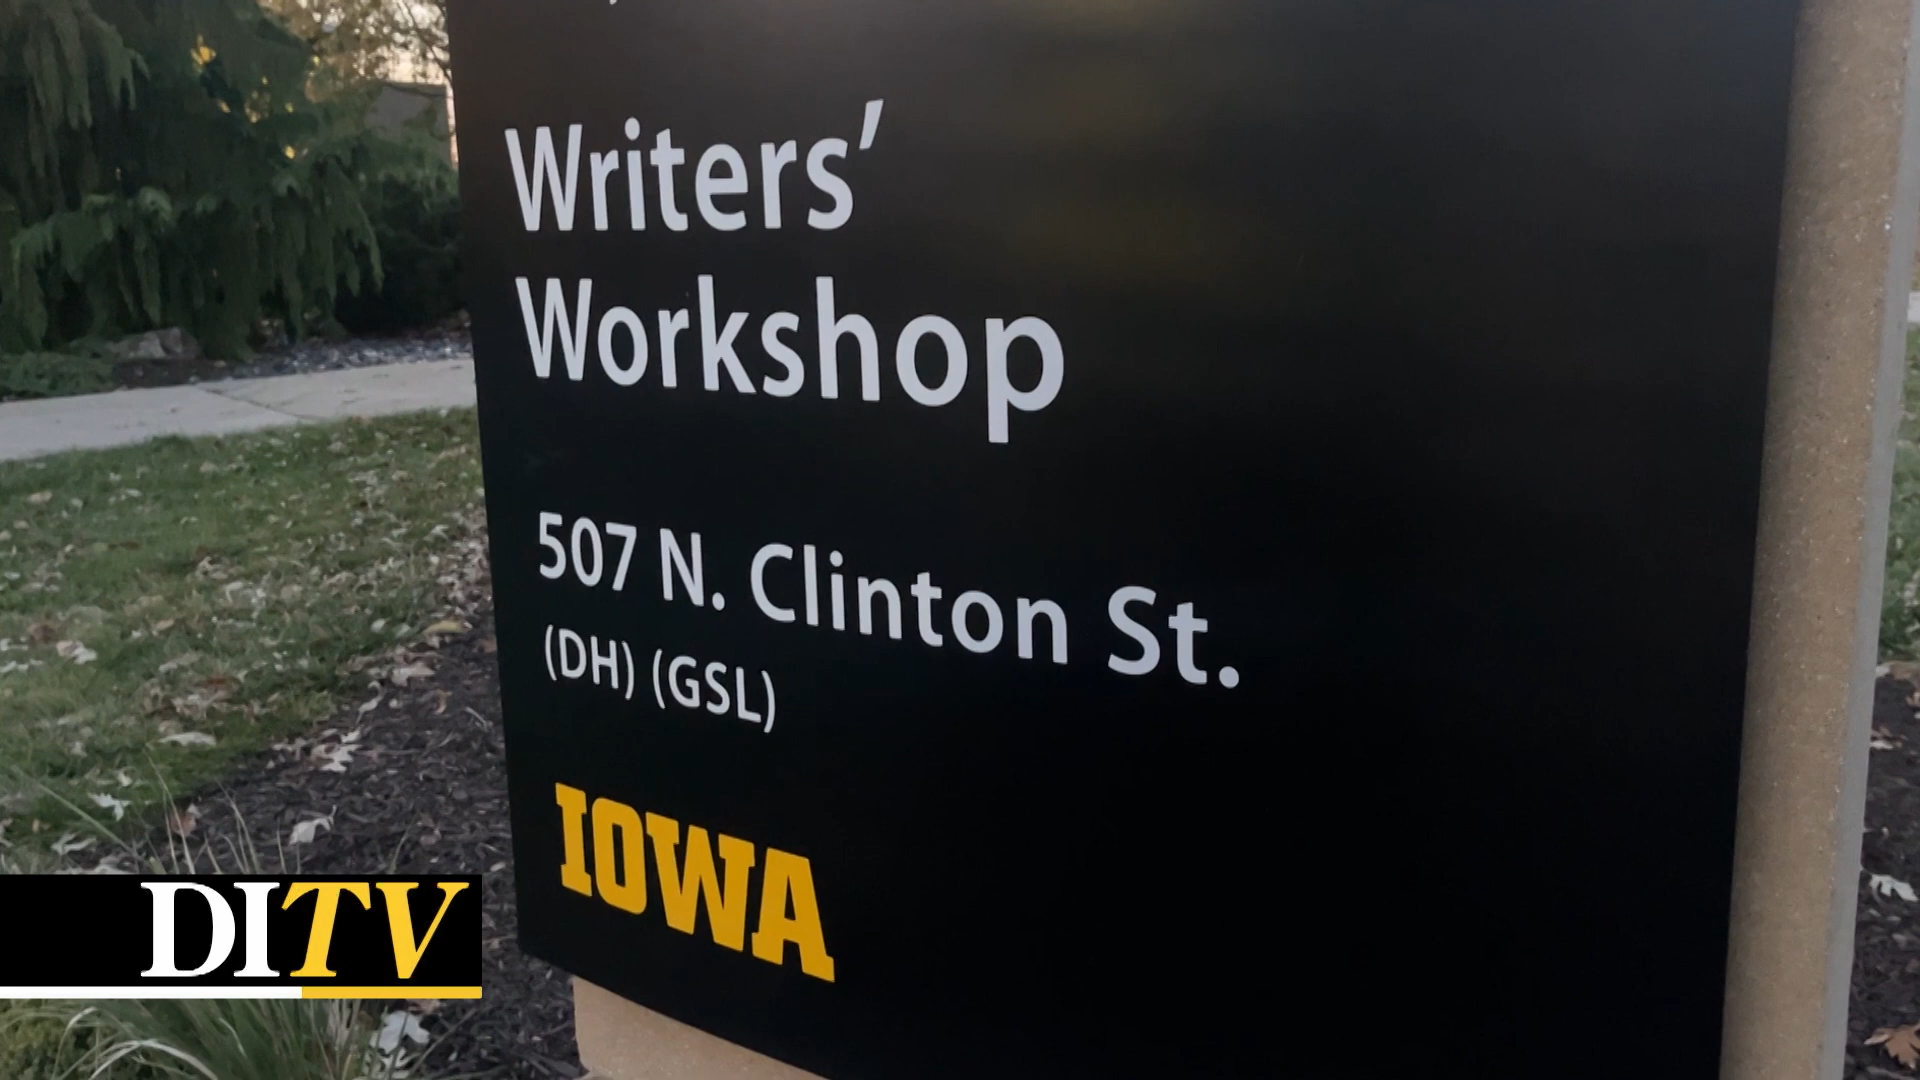 Writers’
Workshop
507 N. Clinton St.
(DH) (GSL)
IOWA
DITV